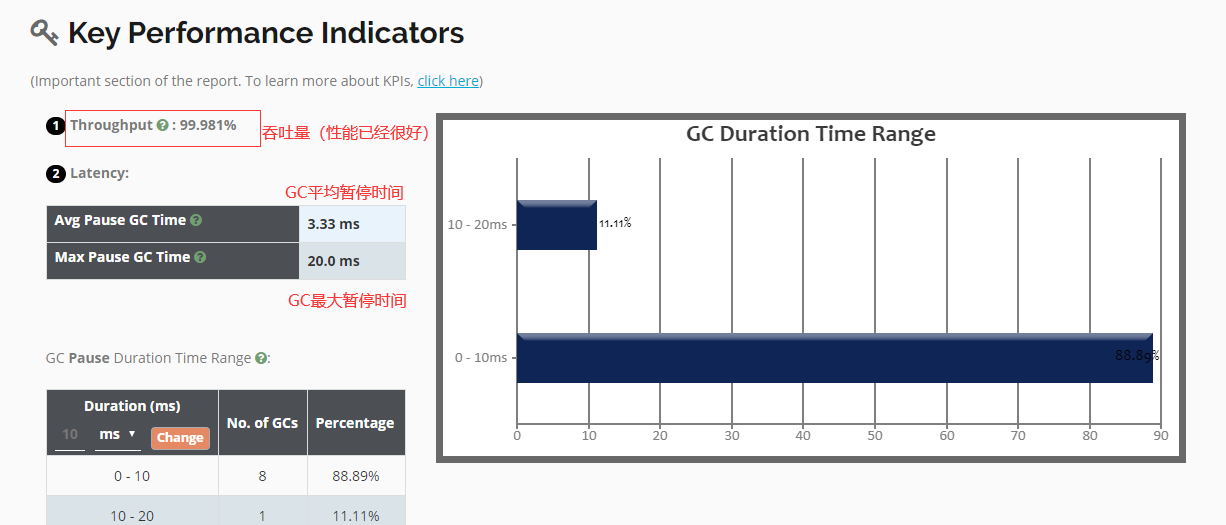 Key Performance Indicators
(Important section of the report. To learn more about KPIs, click here)
1 Throughput ? : 99.981%
吞吐量（性能已经很好）
2 Latency:
GC平均暂停时间
Avg Pause GC Time ? 3.33 ms
Max Pause GC Time ? 20.0 ms
GC最大暂停时间
GC Pause Duration Time Range ?:
Duration (ms) No. of GCs Percentage
10 ms ▼ Change
0 - 10 8 88.89%
10 - 20 1 11.11%
GC Duration Time Range
10 - 20ms 11.11%
0 - 10ms 88.89%
0 10 20 30 40 50 60 70 80 90